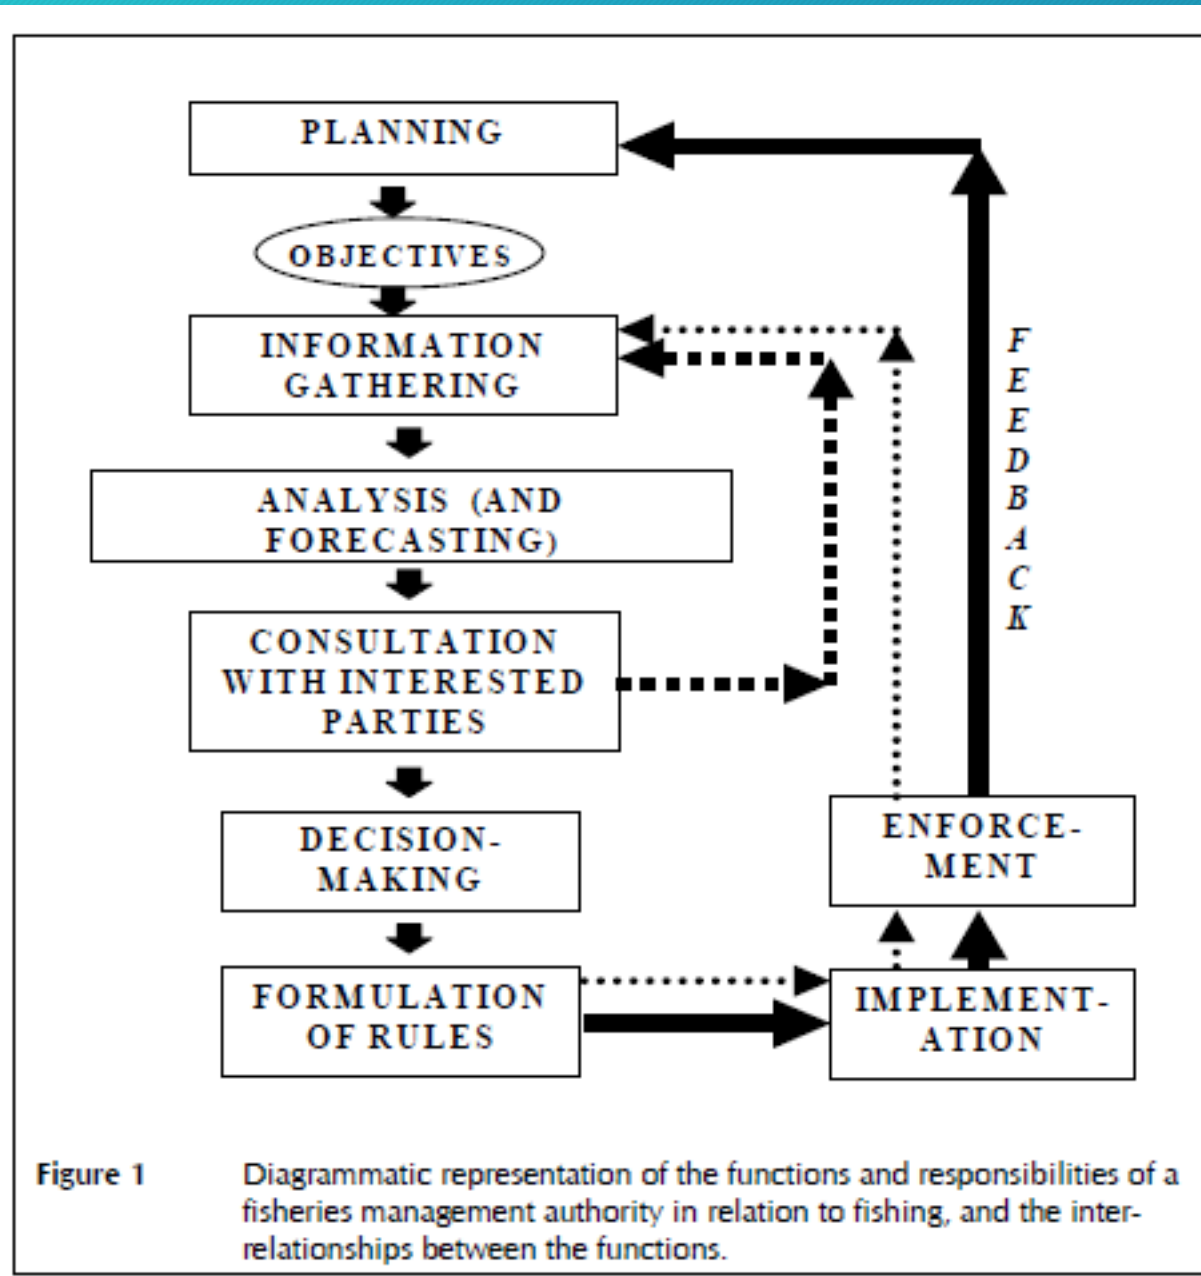 PLANNING
OBJECTIVES
INFORMATION
GATHERING
ANALYSIS (AND
FORECASTING)
CONSULTATION
WITH INTERESTED
PARTIES
DECISION-
MAKING
FORMULATION
OF RULES
IMPLEMENT-
ATION
ENFORCE-
MENT
FEEDBACK
Figure 1 Diagrammatic representation of the functions and responsibilities of a
fisheries management authority in relation to fishing, and the inter-
relationships between the functions.